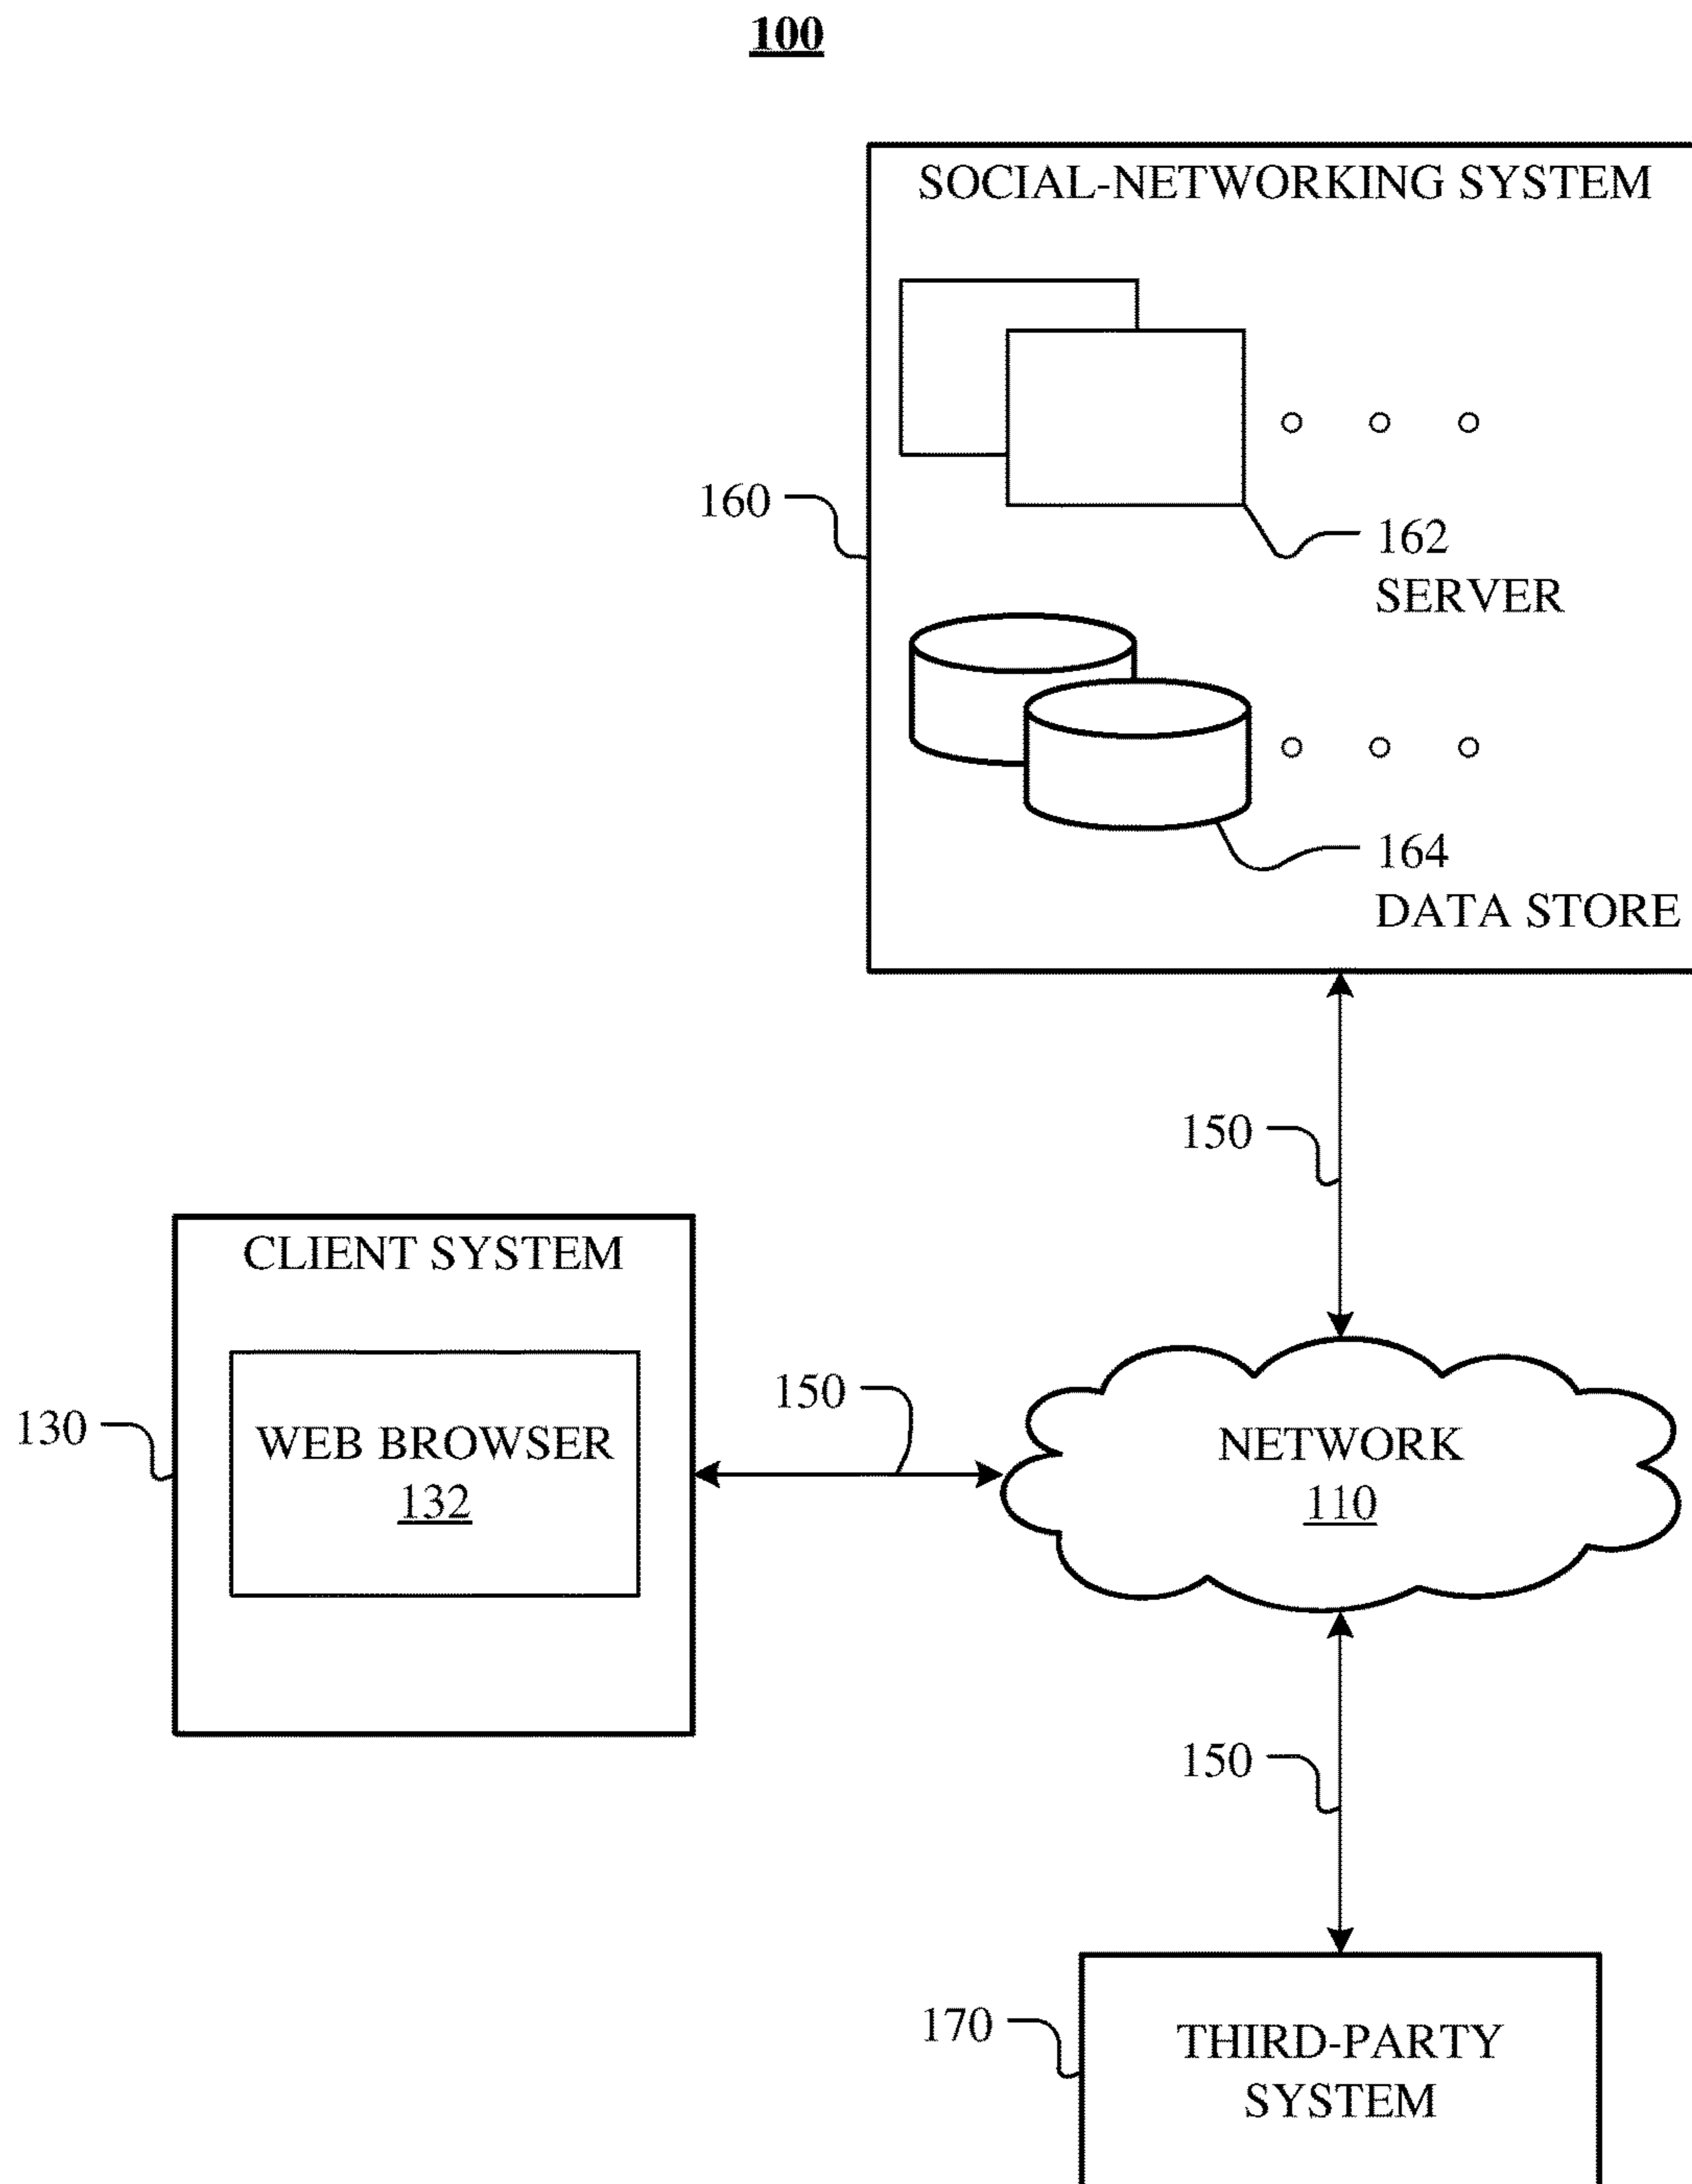 100
SOCIAL-NETWORKING SYSTEM
160
162
SERVER
164
DATA STORE
150
CLIENT SYSTEM
130
WEB BROWSER
132
150
NETWORK
110
150
170
THIRD-PARTY
SYSTEM